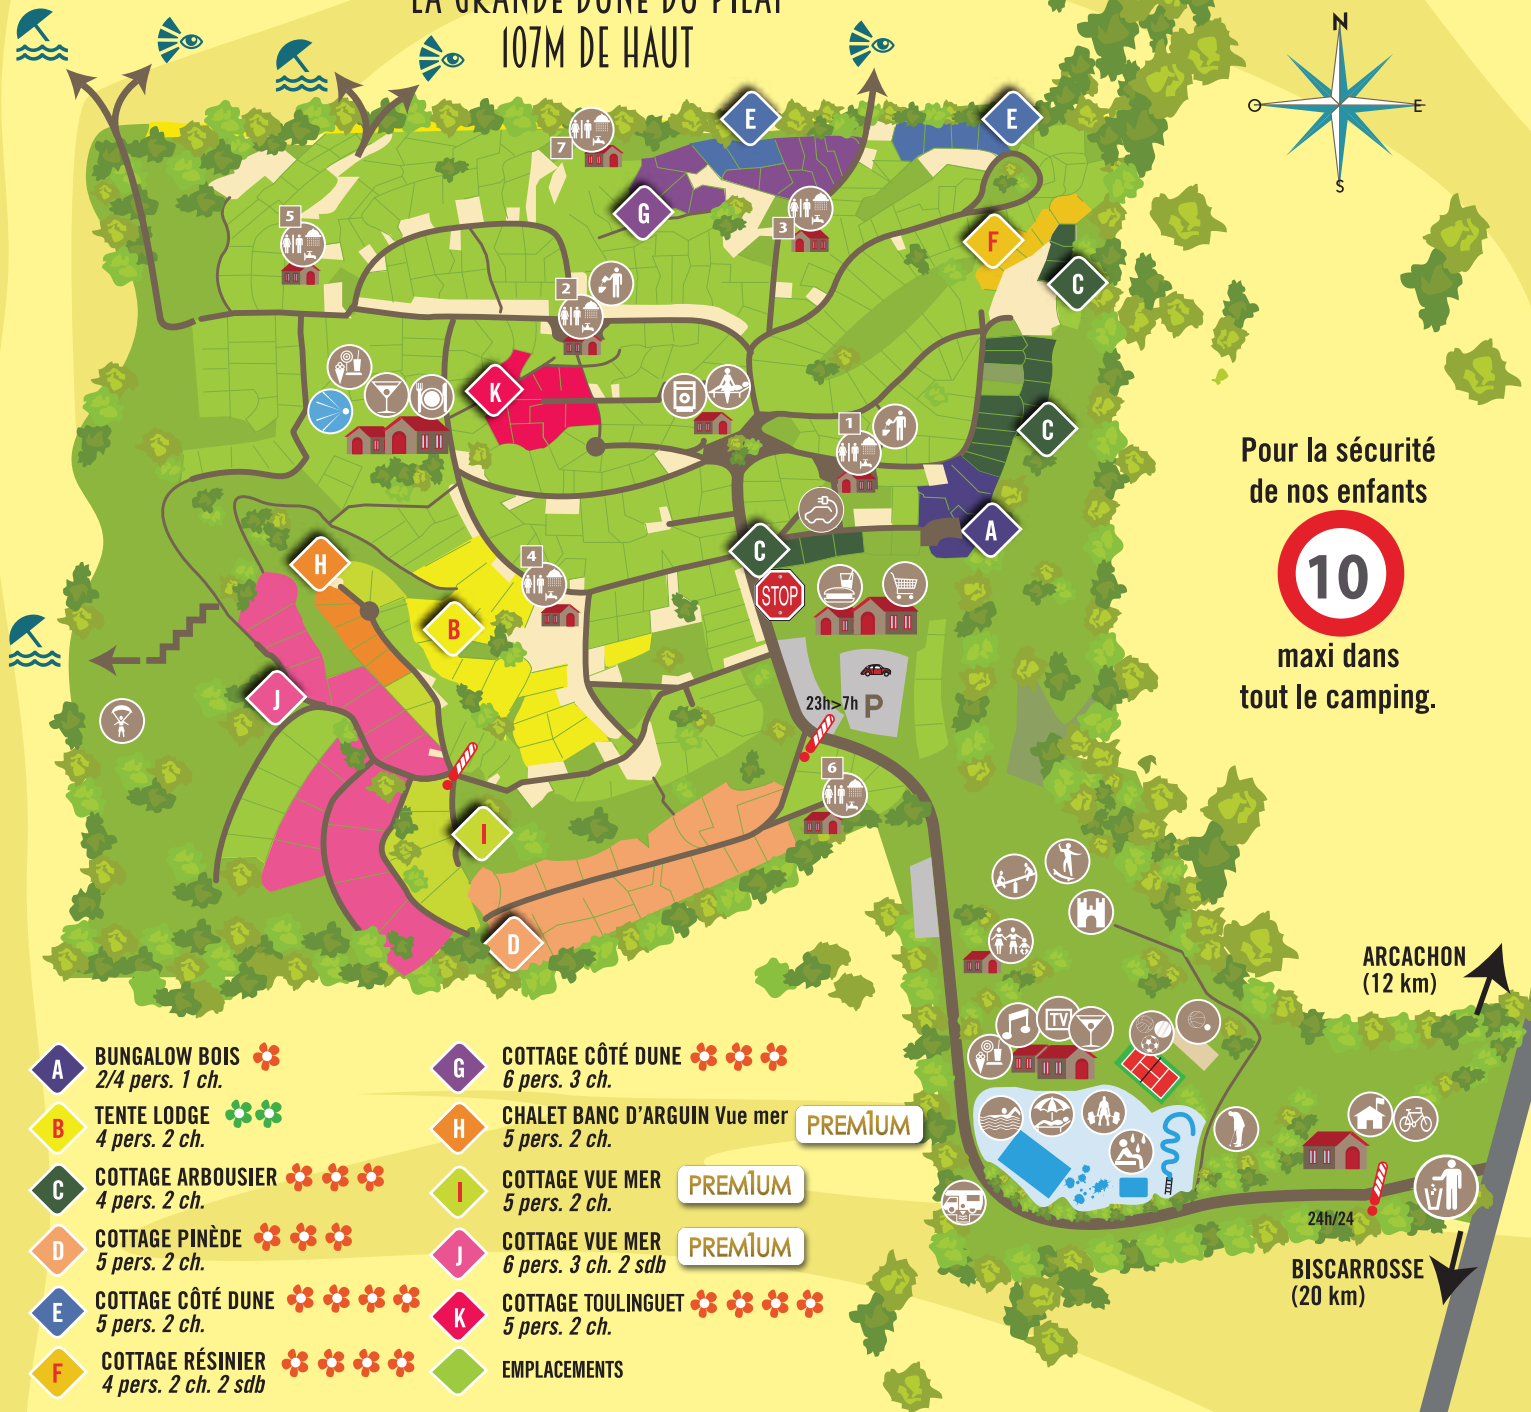 LA GRANDE DUNE DU PILAT
107M DE HAUT
N
O
E
S
E
E
7
G
3
5
F
C
2
K
C
1
A
C
STOP
H
4
B
J
23h>7h
P
6
I
D
Pour la sécurité
de nos enfants
10
maxi dans
tout le camping.
ARCACHON
(12 km)
TV
24h/24
BISCARROSSE
(20 km)
A
BUNGALOW BOIS
2/4 pers. 1 ch.
B
TENTE LODGE
4 pers. 2 ch.
C
COTTAGE ARBOUSIER
4 pers. 2 ch.
D
COTTAGE PINÈDE
5 pers. 2 ch.
E
COTTAGE CÔTÉ DUNE
5 pers. 2 ch.
F
COTTAGE RÉSINIER
4 pers. 2 ch. 2 sdb
G
COTTAGE CÔTÉ DUNE
6 pers. 3 ch.
H
CHALET BANC D'ARGUIN Vue mer
5 pers. 2 ch.
PREM1UM
I
COTTAGE VUE MER
5 pers. 2 ch.
PREM1UM
J
COTTAGE VUE MER
6 pers. 3 ch. 2 sdb
PREM1UM
K
COTTAGE TOULINGUET
5 pers. 2 ch.
EMPLACEMENTS